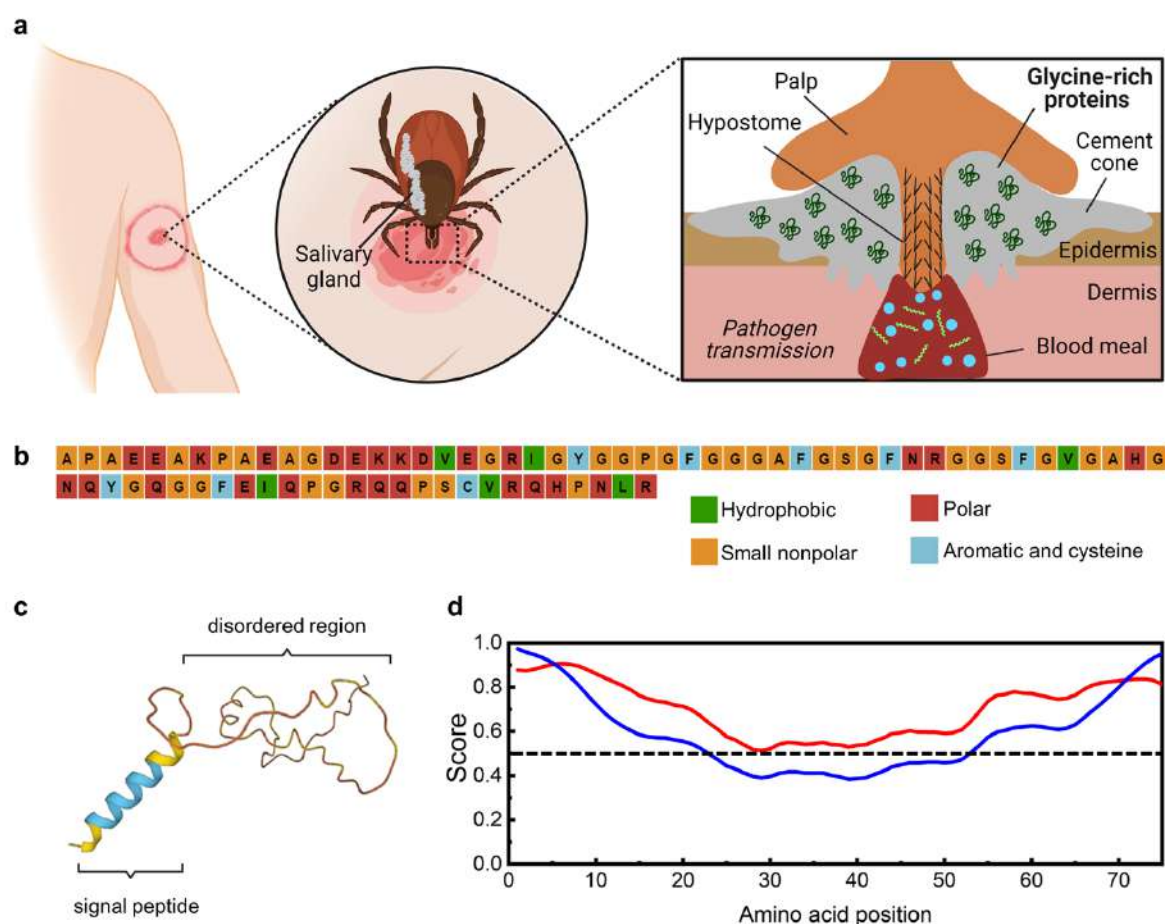 a
Palp
Hypostome
Glycine-rich
proteins
Cement
cone
Salivary
gland
Epidermis
Dermis
Pathogen
transmission
Blood meal
b
A P A E E A K P A E A G D E K K D V E G R I G Y G G P G F G G G A F G S G F N R G G S F G V G A H G
N Q Y G Q G G F E I Q P G R Q Q P S C V R Q H P N L R
Hydrophobic
Polar
Small nonpolar
Aromatic and cysteine
c
disordered region
signal peptide
d
1.0
0.8
0.6
0.4
0.2
0.0
Score
0 10 20 30 40 50 60 70
Amino acid position